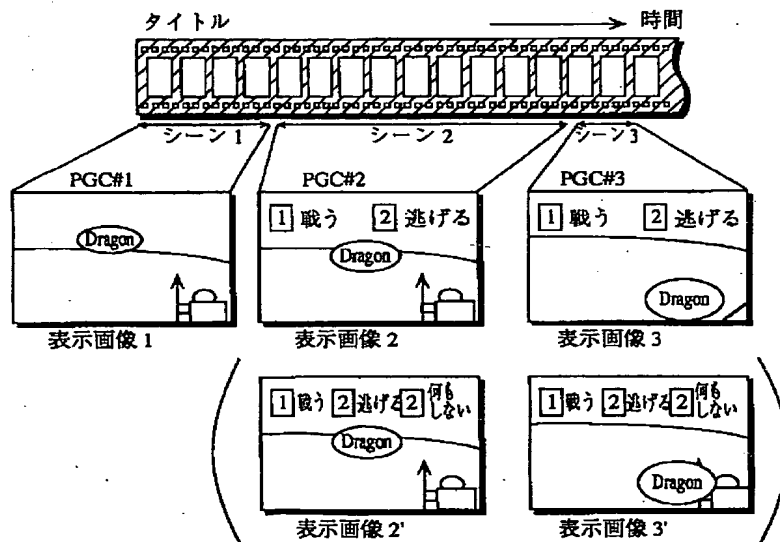 タイトル
時間
シーン 1
シーン 2
シーン 3
PGC#1
PGC#2
PGC#3
Dragon
表示画像 1
1 戦う 2 逃げる
Dragon
表示画像 2
1 戦う 2 逃げる
Dragon
表示画像 3
1 戦う 2 逃げる 2 何もしない
Dragon
表示画像 2'
1 戦う 2 逃げる 2 何もしない
Dragon
表示画像 3'